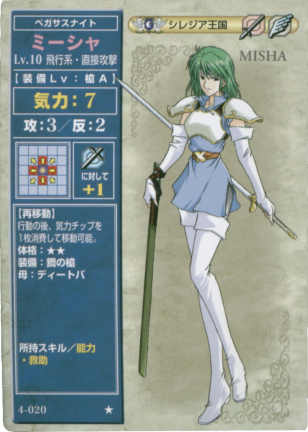 ペガサスナイト
シレジア王国
ミーシャ
MISHA
Lv.10 飛行系・直接攻撃
【装備Lv:槍A】
気力:7
攻:3/反:2
に対して
+1
【再移動】
行動の後、気力チップを
1枚消費して移動可能。
体格:★★
装備:鋼の槍
母:ディートバ
所持スキル/能力
・救助
4-020
★